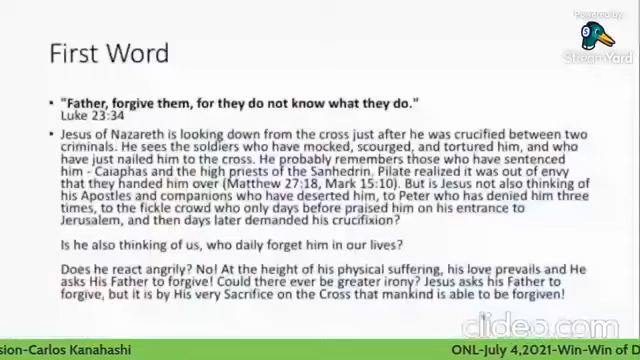 Powered by
StreamYard
First Word
• "Father, forgive them, for they do not know what they do."
Luke 23:34
• Jesus of Nazareth is looking down from the cross just after he was crucified between two
criminals. He sees the soldiers who have mocked, scourged, and tortured him, and who
have just nailed him to the cross. He probably remembers those who have sentenced
him - Caiaphas and the high priests of the Sanhedrin. Pilate realized it was out of envy
that they handed him over (Matthew 27:18, Mark 15:10). But is Jesus not also thinking of
his Apostles and companions who have deserted him, to Peter who has denied him three
times, to the fickle crowd who only days before praised him on his entrance to
Jerusalem, and then days later demanded his crucifixion?
Is he also thinking of us, who daily forget him in our lives?
Does he react angrily? No! At the height of his physical suffering, his love prevails and He
asks His Father to forgive! Could there ever be greater irony? Jesus asks his Father to
forgive, but it is by His very Sacrifice on the Cross that mankind is able to be forgiven!
clideo.com
sion-Carlos Kanahashi
ONL-July 4,2021-Win-Win of D